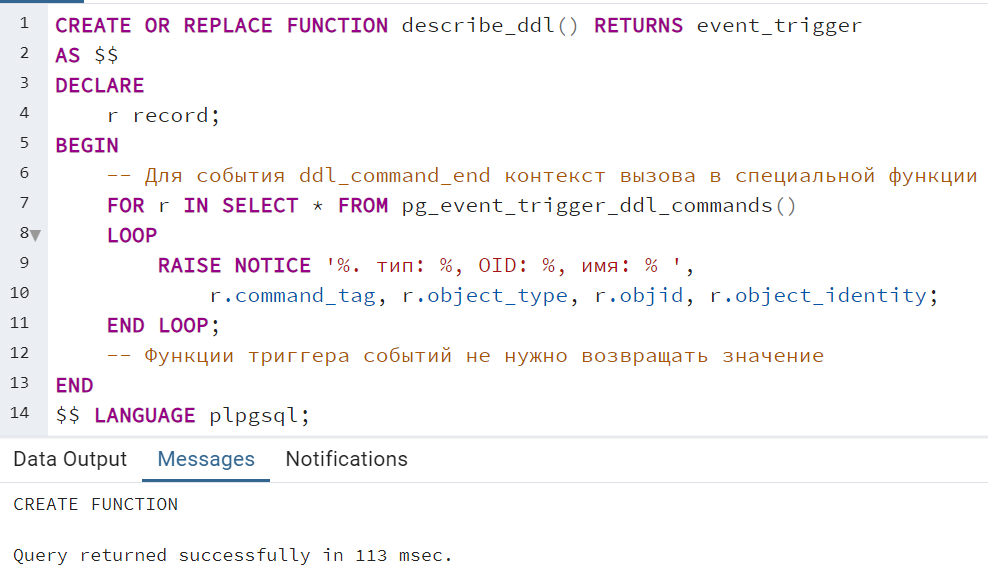 1 CREATE OR REPLACE FUNCTION describe_ddl() RETURNS event_trigger
2 AS $$
3 DECLARE
4     r record;
5 BEGIN
6     -- Для события ddl_command_end контекст вызова в специальной функции
7     FOR r IN SELECT * FROM pg_event_trigger_ddl_commands()
8     LOOP
9         RAISE NOTICE '%. тип: %, OID: %, имя: % ',
10             r.command_tag, r.object_type, r.objid, r.object_identity;
11     END LOOP;
12     -- Функции триггера событий не нужно возвращать значение
13 END
14 $$ LANGUAGE plpgsql;
Data Output Messages Notifications
CREATE FUNCTION
Query returned successfully in 113 msec.